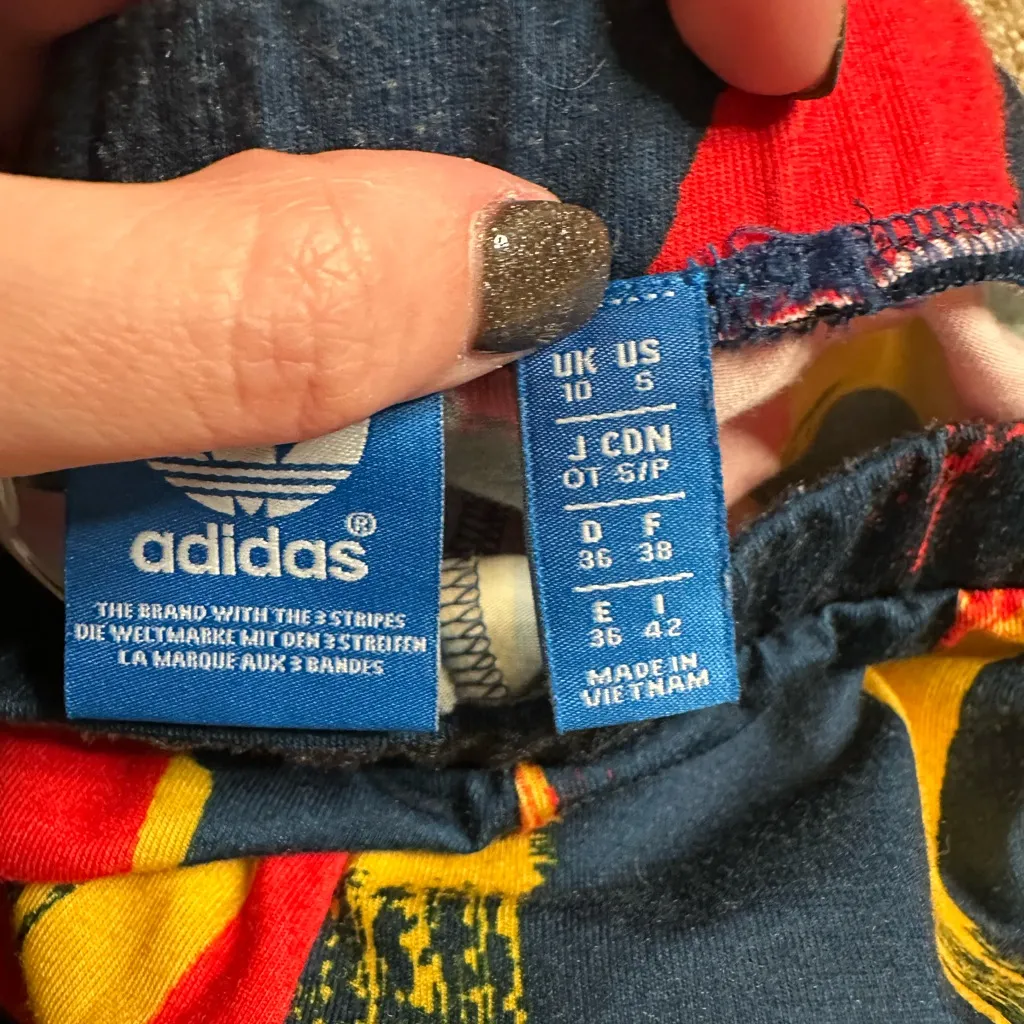 adidas®
THE BRAND WITH THE 3 STRIPES
DIE WELTMARKE MIT DEN 3 STREIFEN
LA MARQUE AUX 3 BANDES
UK US
10 S
J CDN
OT S/P
D F
36 38
E I
36 42
MADE IN
VIETNAM